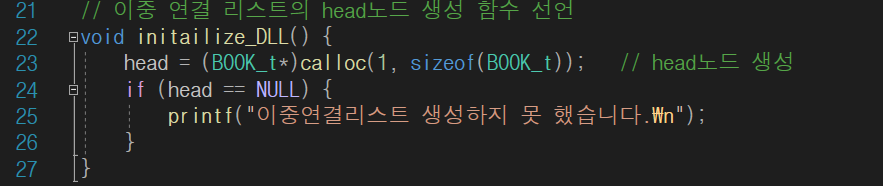 21 // 이중 연결 리스트의 head노드 생성 함수 선언
22 void initailize_DLL() {
23 head = (BOOK_t*)calloc(1, sizeof(BOOK_t)); // head노드 생성
24 if (head == NULL) {
25 printf("이중연결리스트 생성하지 못 했습니다.₩n");
26 }
27 }